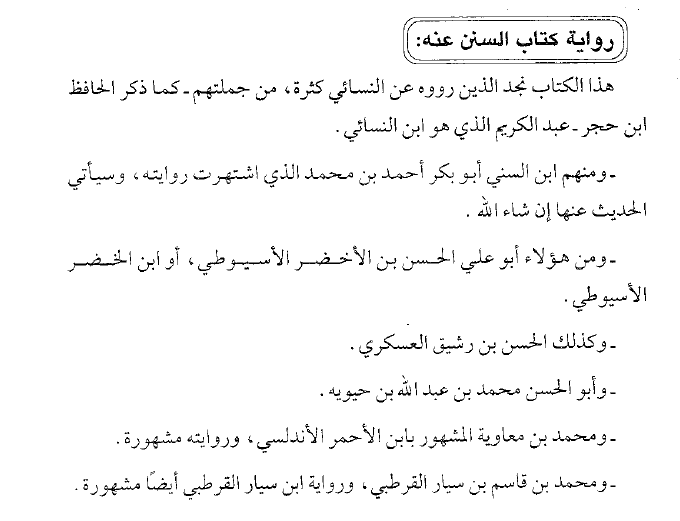 رواية كتاب السنن عنه:
هذا الكتاب نجد الذين رووه عن النسائي كثرة، من جملتهم ـ كما ذكر الحافظ
ابن حجر ـ عبد الكريم الذي هو ابن النسائي.
ـ ومنهم ابن السني أبو بكر أحمد بن محمد الذي اشتهرت روايته، وسيأتي
الحديث عنها إن شاء الله .
ـ ومن هؤلاء أبو علي الحسن بن الأخضر الأسيوطي، أو ابن الخضر
الأسيوطي.
ـ وكذلك الحسن بن رشيق العسكري.
ـ وأبو الحسن محمد بن عبد الله بن حيويه.
ـ ومحمد بن معاوية المشهور بابن الأحمر الأندلسي، وروايته مشهورة.
ـ ومحمد بن قاسم بن سيار القرطبي، ورواية ابن سيار القرطبي أيضًا مشهورة.